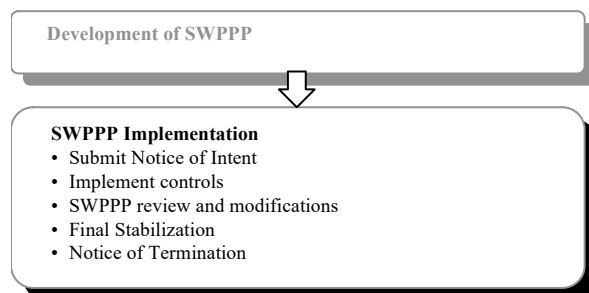 Development of SWPPP
SWPPP Implementation
• Submit Notice of Intent
• Implement controls
• SWPPP review and modifications
• Final Stabilization
• Notice of Termination